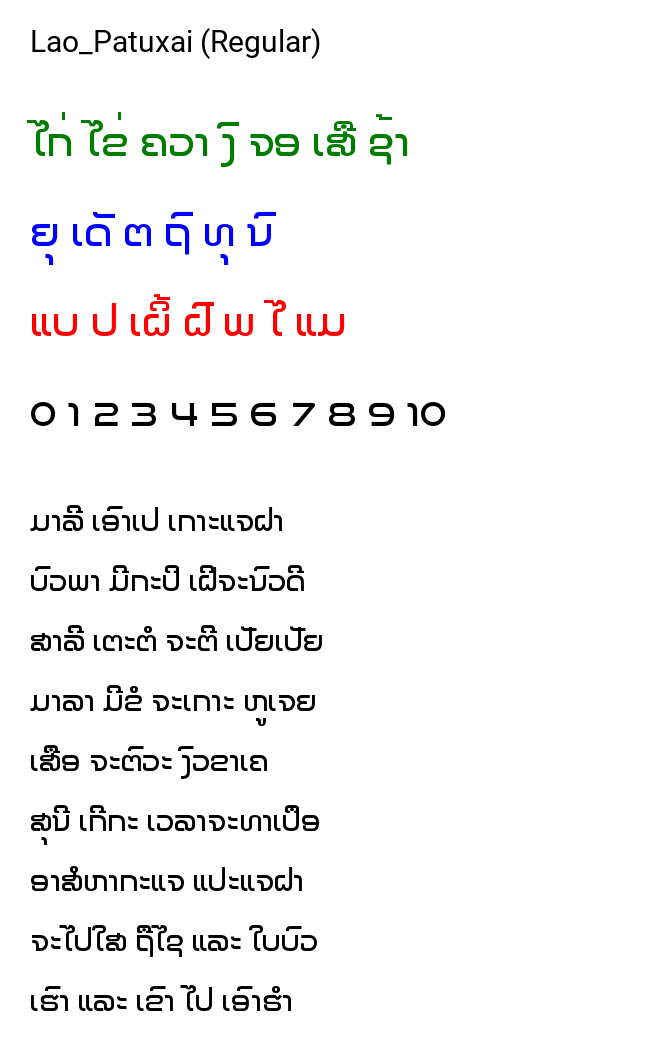 Lao_Patuxai (Regular)
ໄກ່ ໄຂ່ ຄວາ ງົ ຈອ ເສື ຊ້າ
ຍຸ ເດັ ຕ ຖົ ທຸ ນົ
ແບ ປ ເຜິ້ ຝົ ພ ໄ ແມ
0 1 2 3 4 5 6 7 8 9 10
ມາລີ ເອົາເປ ເກາະແຈຝາ
ບົວພາ ມີກະປິ ເຝີຈະນົວດີ
ສາລີ ເຕະຕໍ ຈະຕີ ເປັຍເປັຍ
ມາລາ ມີຂໍ ຈະເກາະ ຫູເຈຍ
ເສືອ ຈະຕົວະ ງົວຂາເຄ
ສຸນີ ເກີກະ ເວລາຈະທາເປືອ
ອາສໍຫາກະແຈ ແປະແຈຝາ
ຈະໄປໃສ ຖືໄຊ ແລະ ໃບບົວ
ເຮົາ ແລະ ເຂົາ ໄປ ເອົາຮໍາ